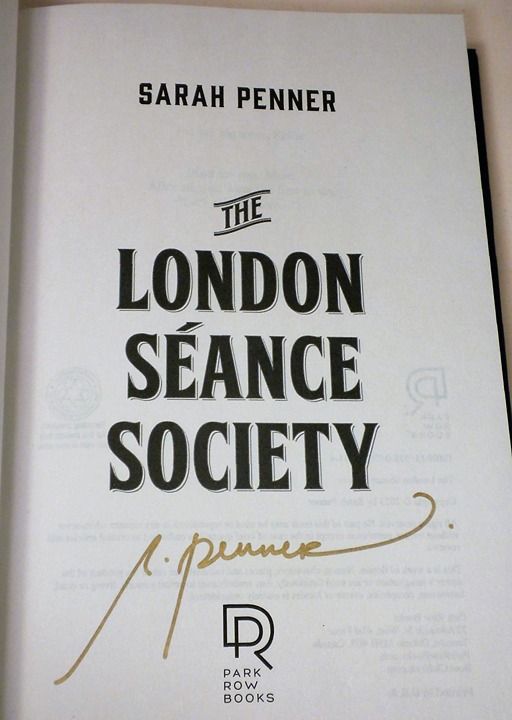 SARAH PENNER
THE
LONDON
SÉANCE
SOCIETY
s. penner
PARK
ROW
BOOKS